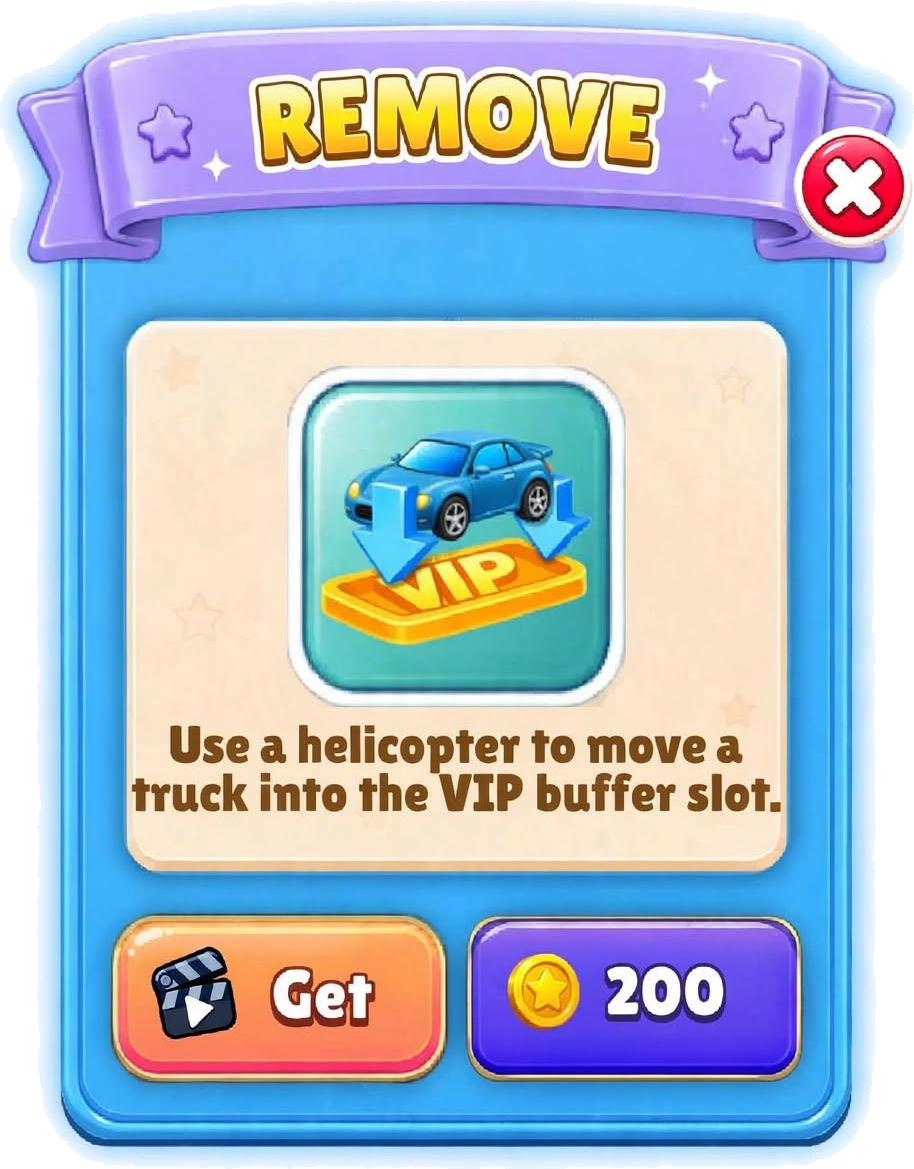 REMOVE
VIP
Use a helicopter to move a
truck into the VIP buffer slot.
Get
200